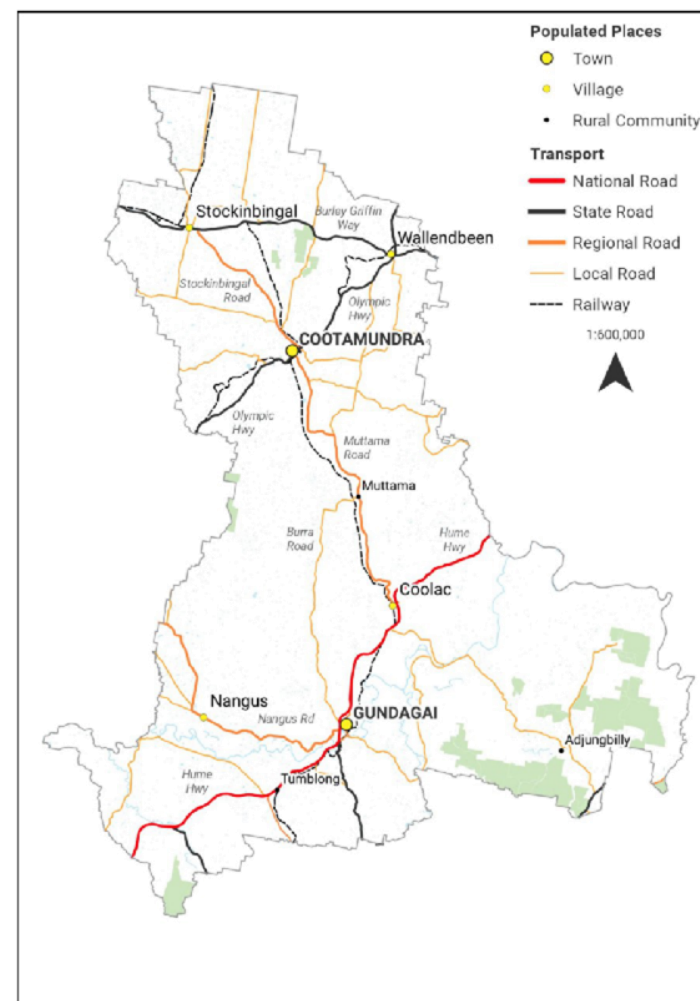 Populated Places
Town
Village
Rural Community
Transport
National Road
State Road
Regional Road
Local Road
Railway
1:600,000
Stockinbingal
Burley Griffin
Way
Wallendbeen
Stockinbingal
Road
Olympic
Hwy
COOTAMUNDRA
Olympic
Hwy
Muttama
Road
Muttama
Burra
Road
Hume
Hwy
Coolac
Nangus
Nangus Rd
GUNDAGAI
Adjungbilly
Hume
Hwy
Tumblong